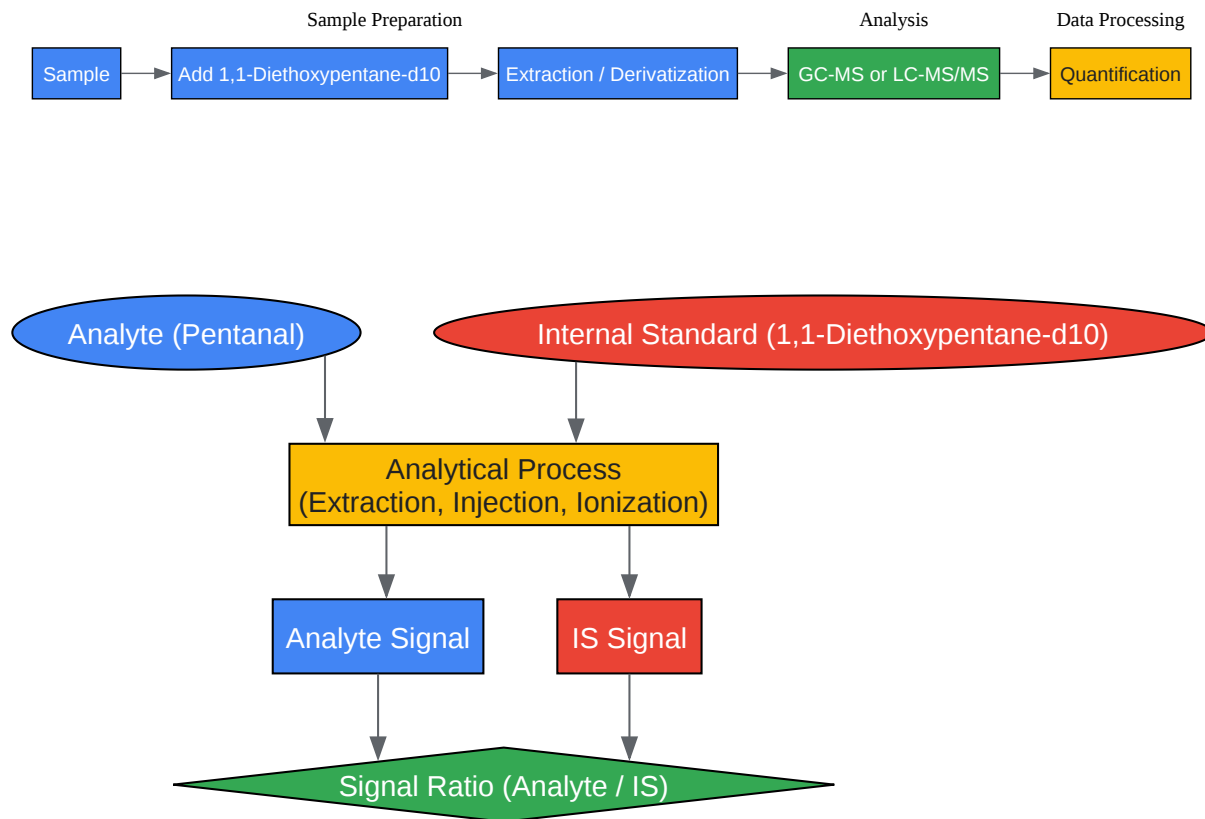 Sample Preparation
Analysis
Data Processing
Sample
Add 1,1-Diethoxypentane-d10
Extraction / Derivatization
GC-MS or LC-MS/MS
Quantification
Analyte (Pentanal)
Internal Standard (1,1-Diethoxypentane-d10)
Analytical Process
(Extraction, Injection, Ionization)
Analyte Signal
IS Signal
Signal Ratio (Analyte / IS)